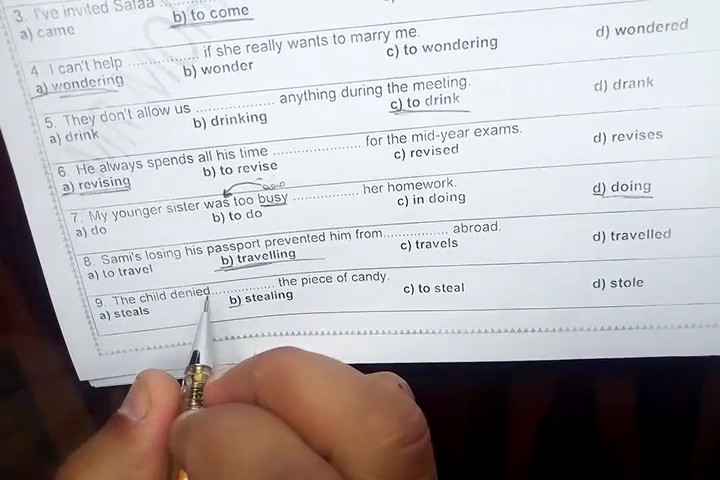 3. I've invited Safaa
a) came b) to come
4. I can't help .................. if she really wants to marry me.
a) wondering b) wonder c) to wondering d) wondered
5. They don't allow us .................. anything during the meeting.
a) drink b) drinking c) to drink d) drank
6. He always spends all his time .................. for the mid-year exams.
a) revising b) to revise c) revised d) revises
7. My younger sister was too busy .................. her homework.
a) do b) to do c) in doing d) doing
8. Sami's losing his passport prevented him from.................. abroad.
a) to travel b) travelling c) travels d) travelled
9. The child denied.................. the piece of candy.
a) steals b) stealing c) to steal d) stole